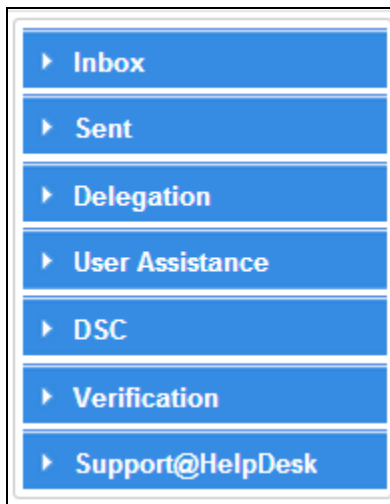 Inbox
Sent
Delegation
User Assistance
DSC
Verification
Support@HelpDesk